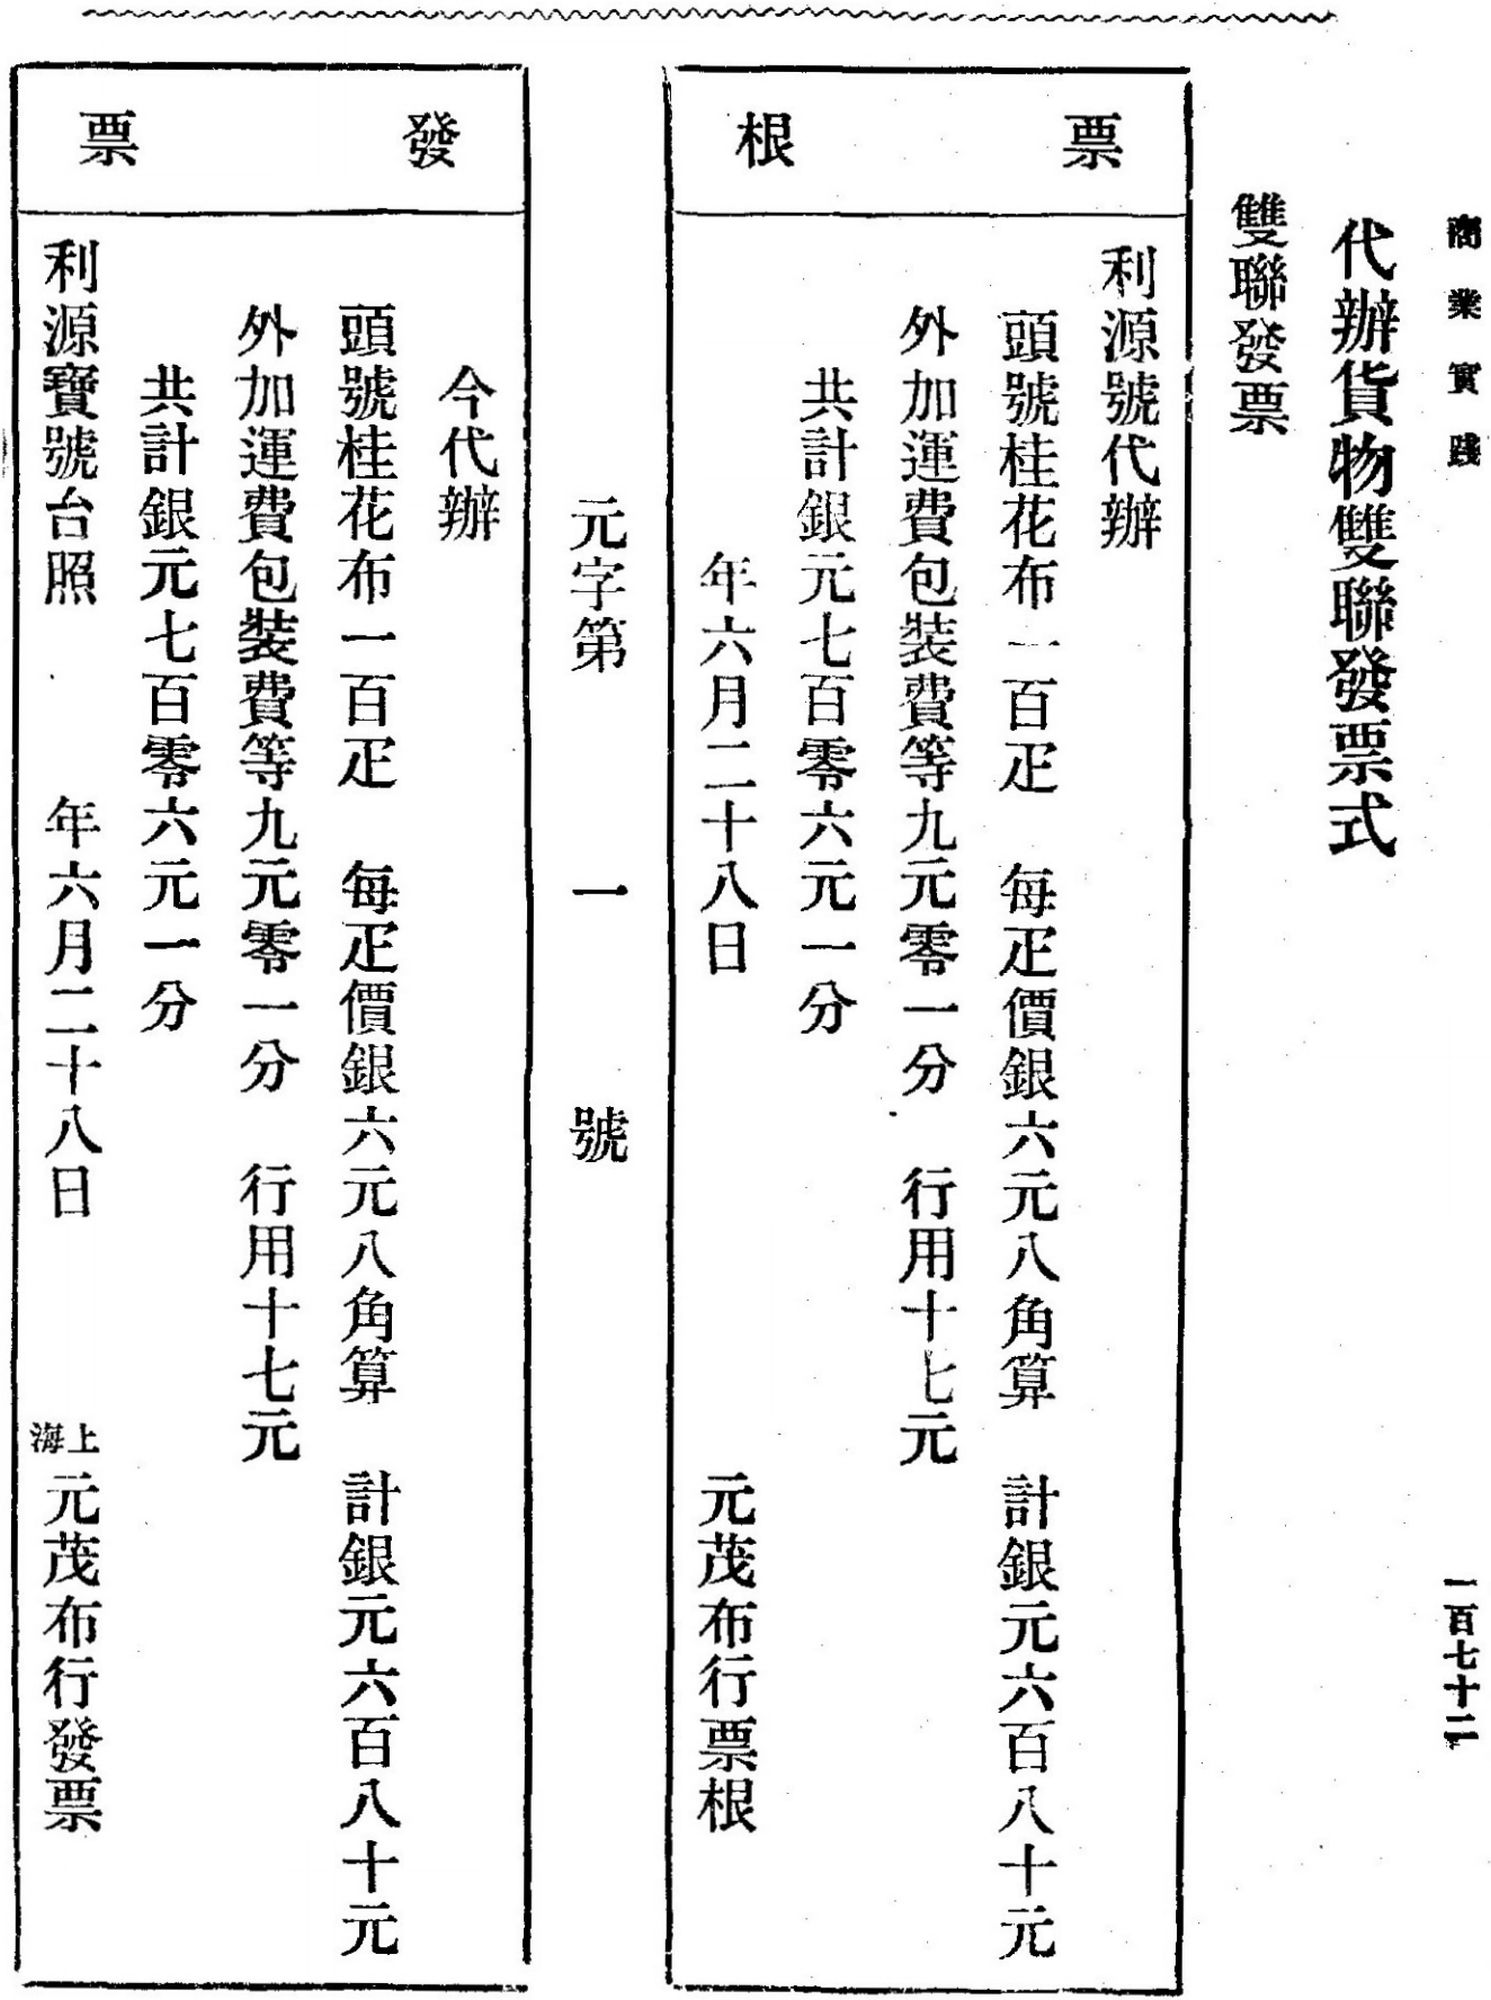 商業實踐
一百七十二
代辦貨物雙聯發票式
雙聯發票
票根
利源號代辦
頭號桂花布一百疋 每疋價銀六元八角算 計銀元六百八十元
外加運費包裝費等九元零一分 行用十七元
共計銀元七百零六元一分
年六月二十八日 元茂布行票根
元字第 一 號
發票
今代辦
頭號桂花布一百疋 每疋價銀六元八角算 計銀元六百八十元
外加運費包裝費等九元零一分 行用十七元
共計銀元七百零六元一分
利源寶號台照 年六月二十八日 上海元茂布行發票